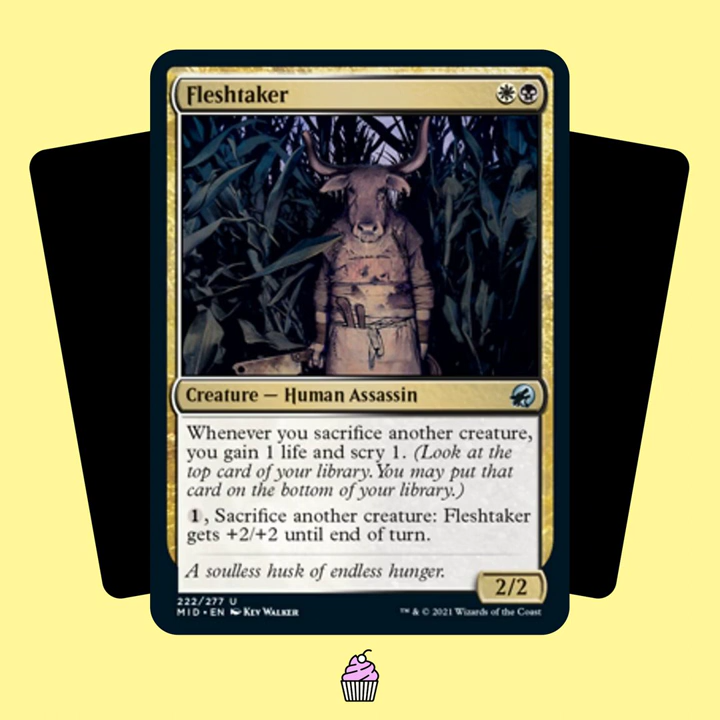 Fleshtaker
Creature — Human Assassin
Whenever you sacrifice another creature,
you gain 1 life and scry 1. (Look at the
top card of your library. You may put that
card on the bottom of your library.)
1, Sacrifice another creature: Fleshtaker
gets +2/+2 until end of turn.
A soulless husk of endless hunger.
2/2
222/277 U
MID • EN Kev Walker
™ & © 2021 Wizards of the Coast